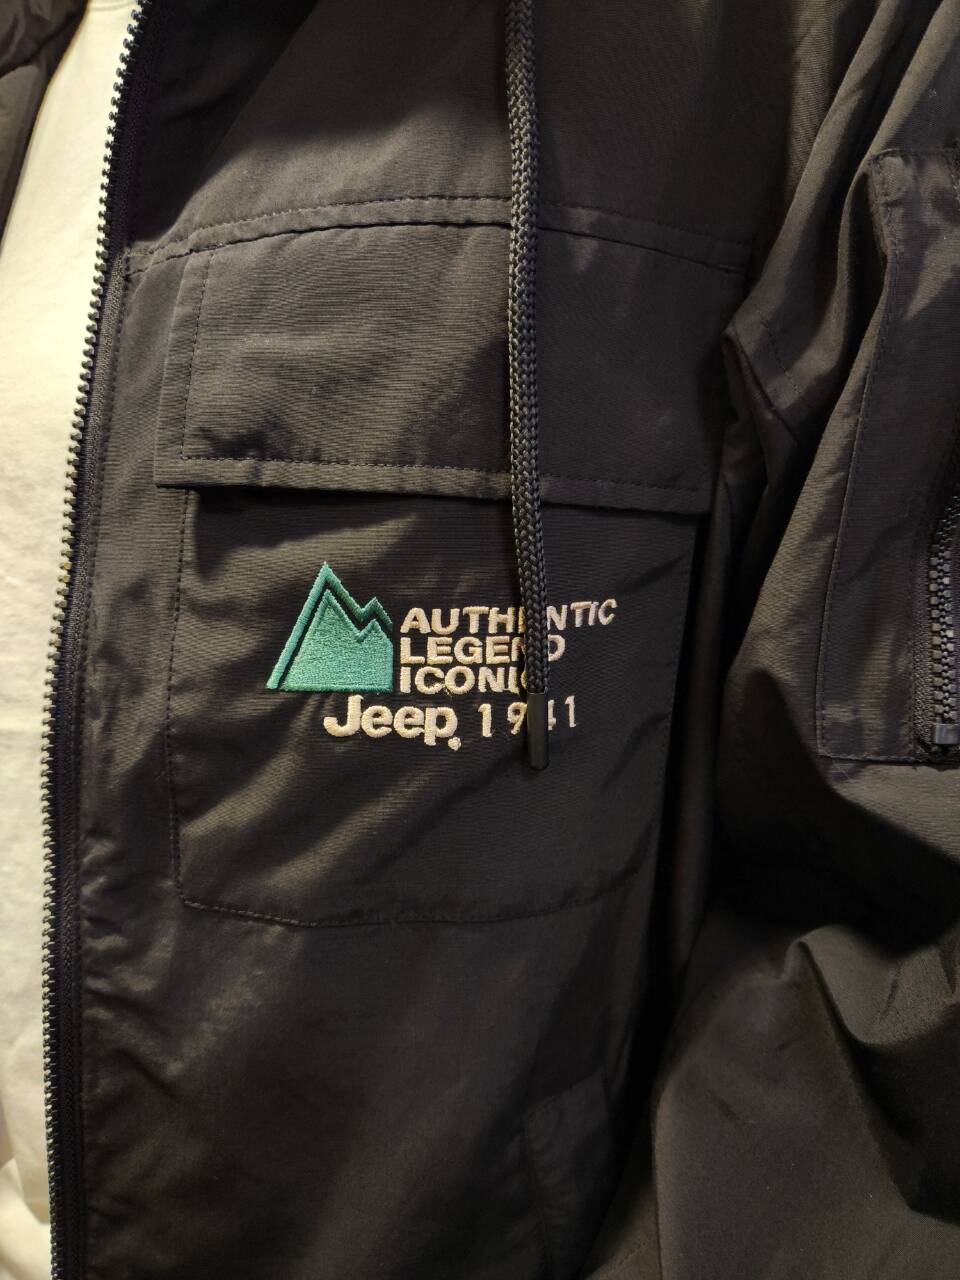 AUTHENTIC
LEGEND
ICONIC
Jeep. 1941